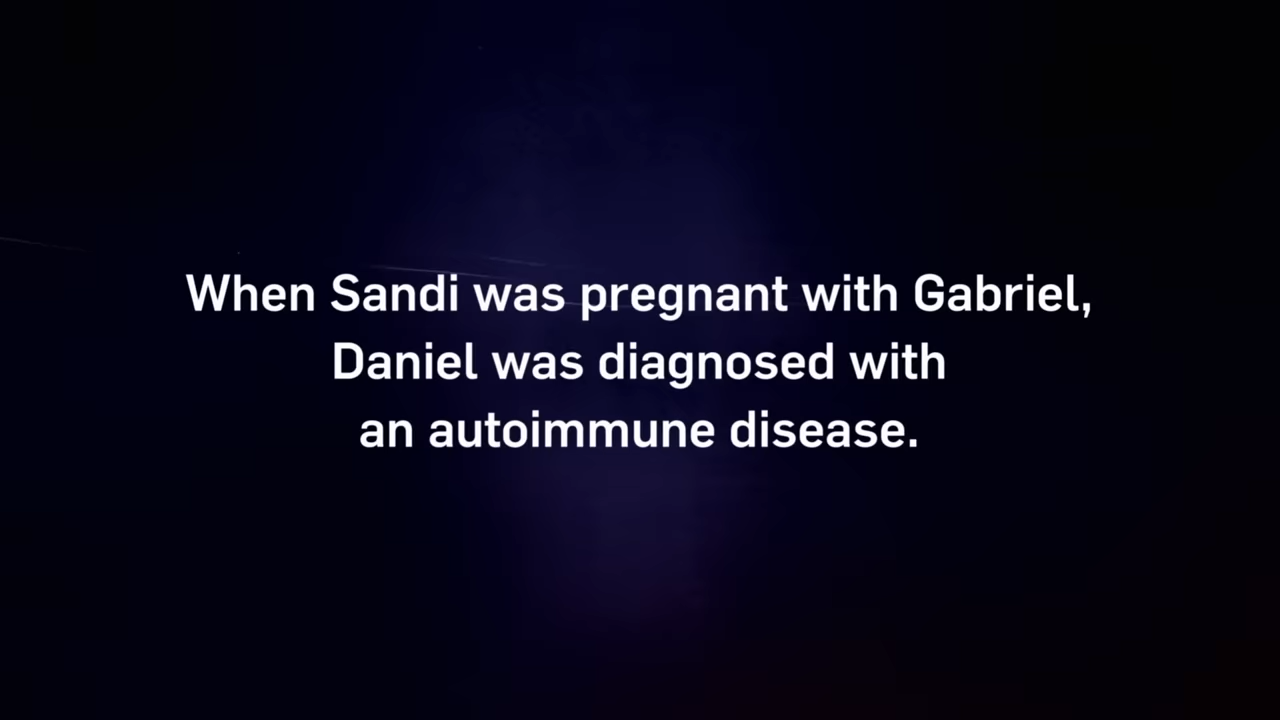 When Sandi was pregnant with Gabriel,
Daniel was diagnosed with
an autoimmune disease.